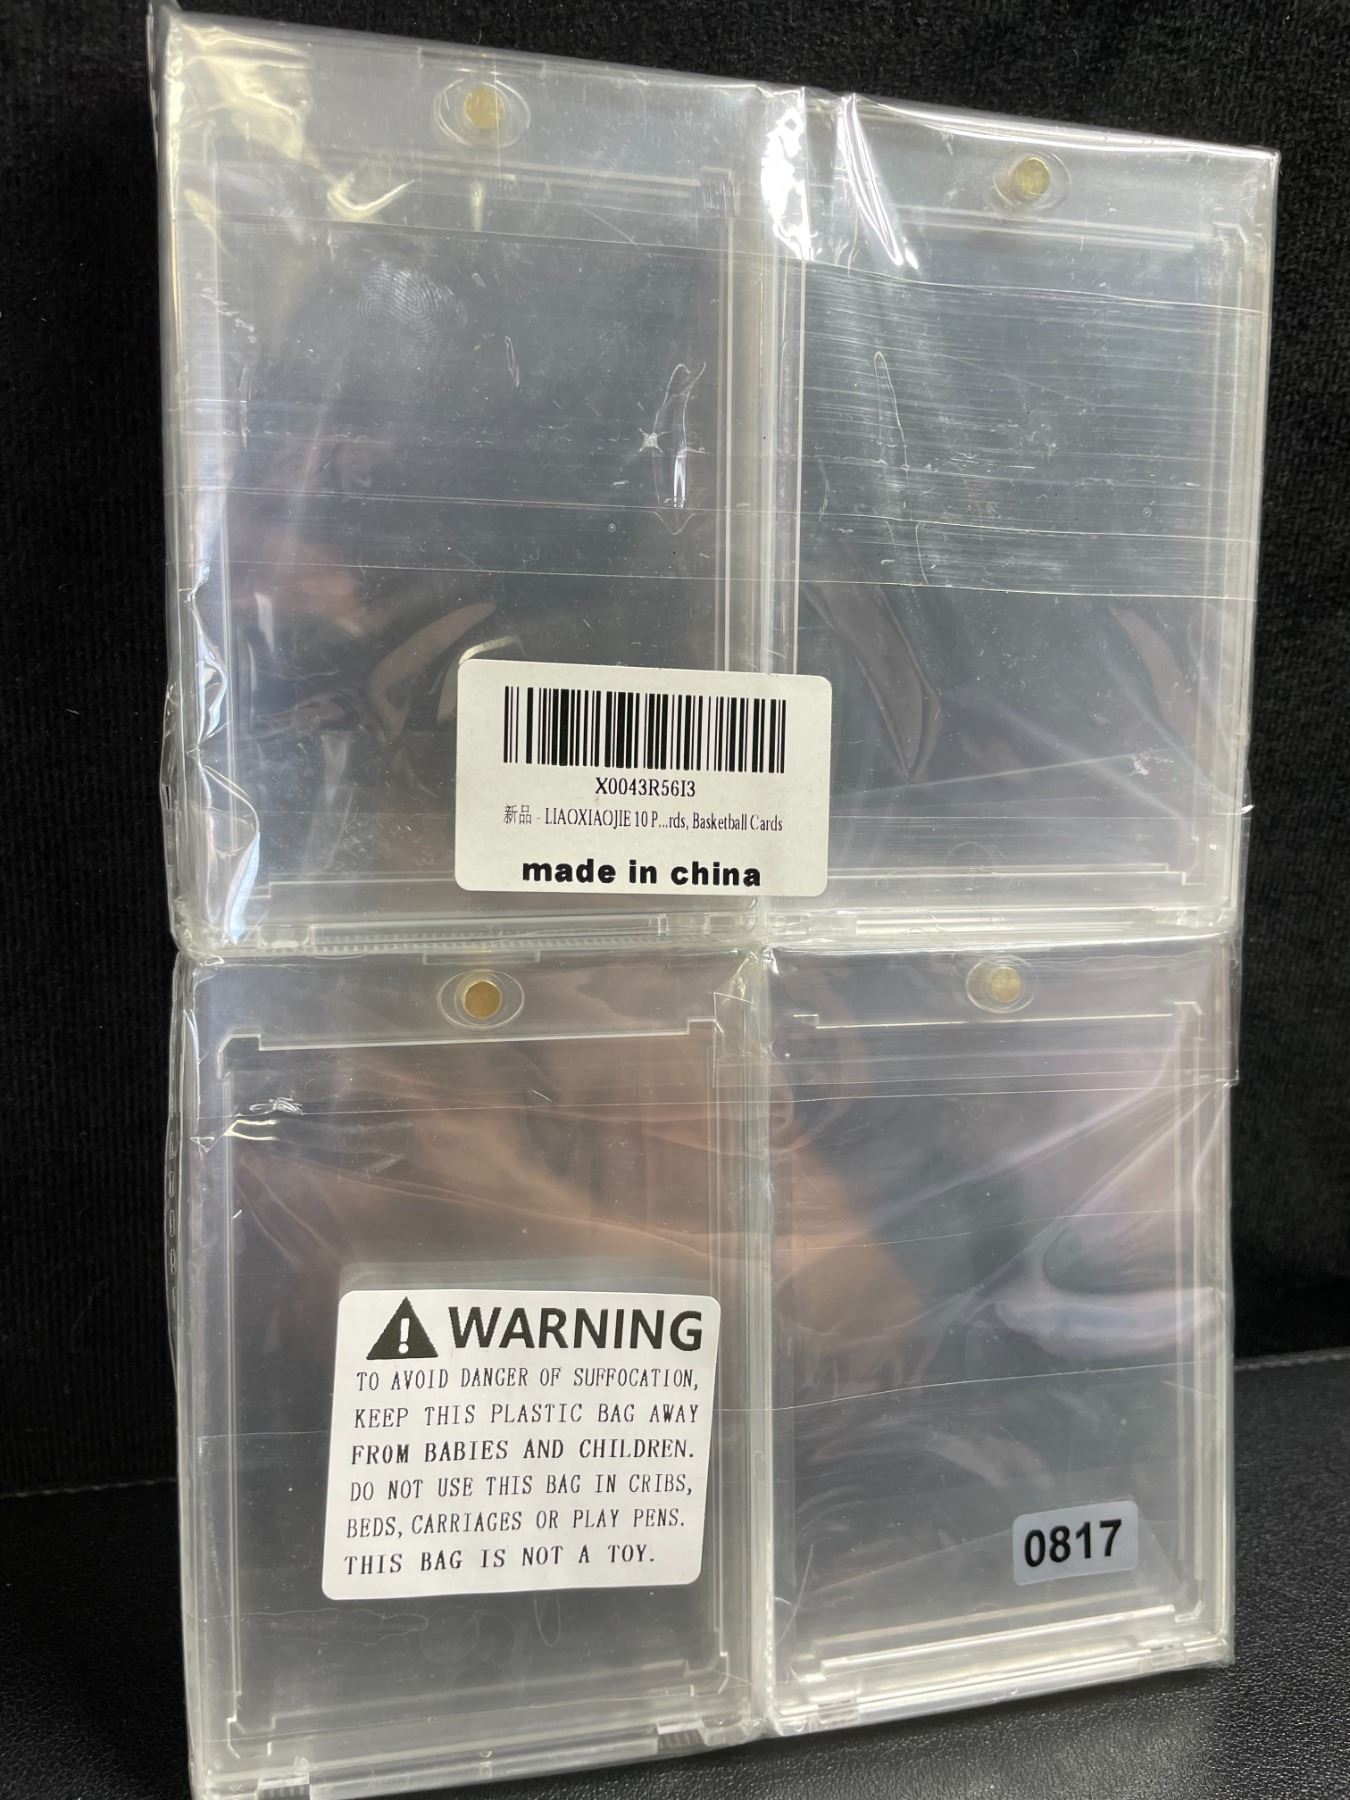 X0043R56I3
新品 - LIAOXIAOJIE 10 P...rds, Basketball Cards
made in china
WARNING
TO AVOID DANGER OF SUFFOCATION,
KEEP THIS PLASTIC BAG AWAY
FROM BABIES AND CHILDREN.
DO NOT USE THIS BAG IN CRIBS,
BEDS, CARRIAGES OR PLAY PENS.
THIS BAG IS NOT A TOY.
0817